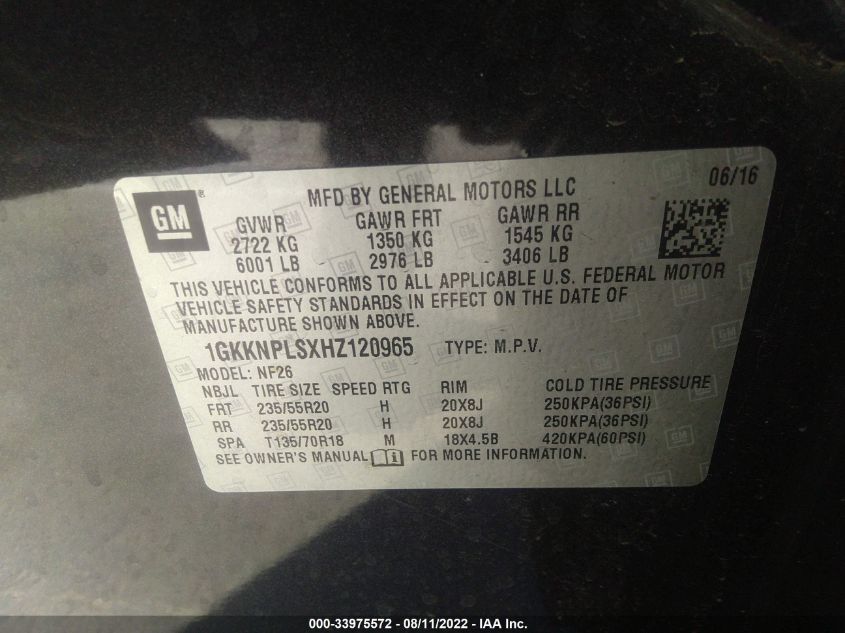 GM
MFD BY GENERAL MOTORS LLC 06/16
GVWR GAWR FRT GAWR RR
2722 KG 1350 KG 1545 KG
6001 LB 2976 LB 3406 LB
THIS VEHICLE CONFORMS TO ALL APPLICABLE U.S. FEDERAL MOTOR
VEHICLE SAFETY STANDARDS IN EFFECT ON THE DATE OF
MANUFACTURE SHOWN ABOVE.
1GKKNPLSXHZ120965 TYPE: M.P.V.
MODEL: NF26
NBJL TIRE SIZE SPEED RTG RIM COLD TIRE PRESSURE
FRT 235/55R20 H 20X8J 250KPA(36PSI)
RR 235/55R20 H 20X8J 250KPA(36PSI)
SPA T135/70R18 M 18X4.5B 420KPA(60PSI)
SEE OWNER'S MANUAL FOR MORE INFORMATION.
000-33975572 - 08/11/2022 - IAA Inc.